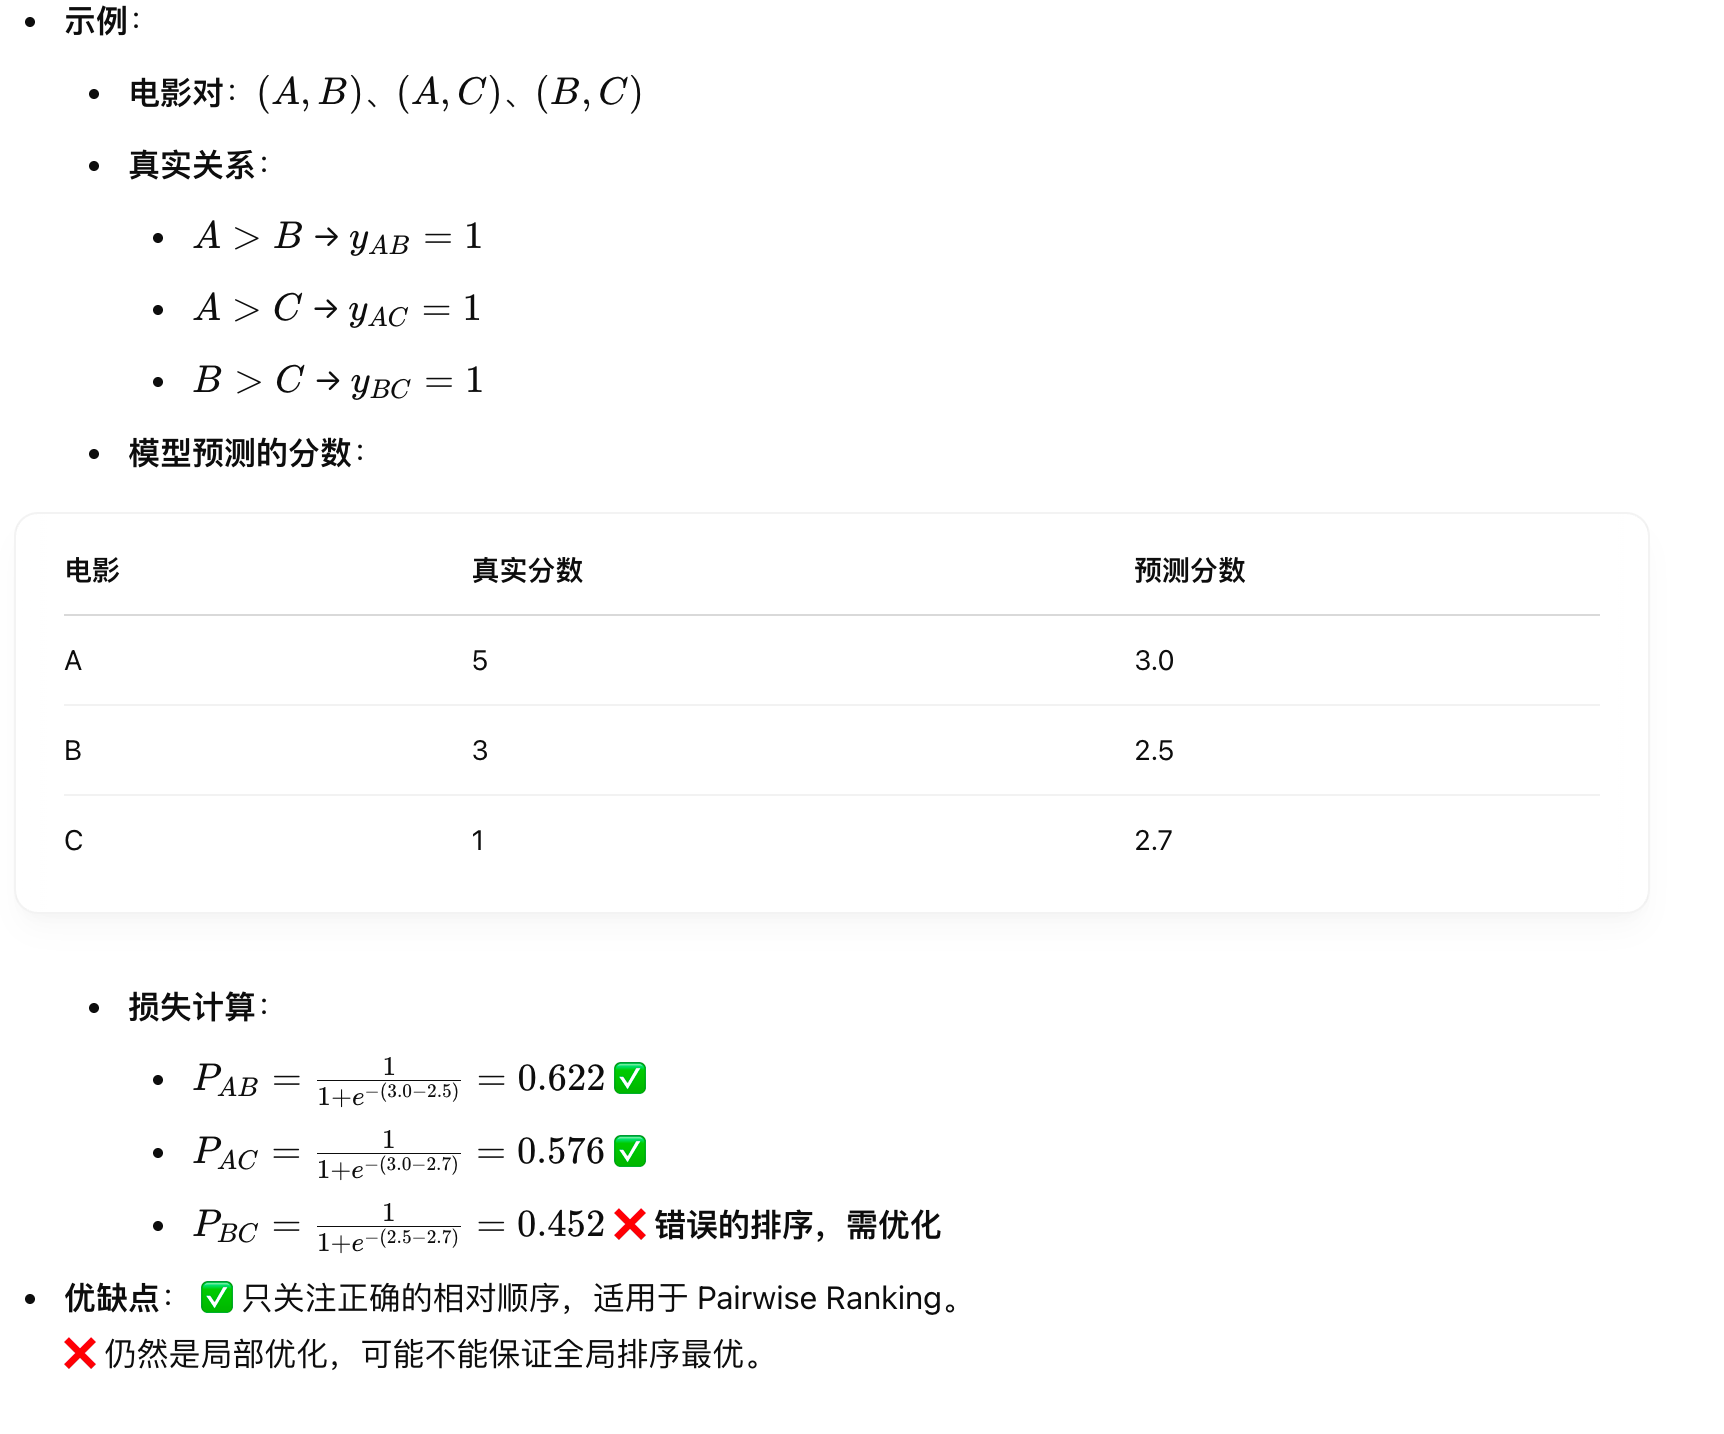 • 示例：
• 电影对：(A, B)、(A, C)、(B, C)
• 真实关系：
• A > B → y_{AB} = 1
• A > C → y_{AC} = 1
• B > C → y_{BC} = 1
• 模型预测的分数：
电影 真实分数 预测分数
A 5 3.0
B 3 2.5
C 1 2.7
• 损失计算：
• P_{AB} = \frac{1}{1+e^{-(3.0-2.5)}} = 0.622 ✅
• P_{AC} = \frac{1}{1+e^{-(3.0-2.7)}} = 0.576 ✅
• P_{BC} = \frac{1}{1+e^{-(2.5-2.7)}} = 0.452 ❌ 错误的排序，需优化
• 优缺点： ✅ 只关注正确的相对顺序，适用于 Pairwise Ranking。
❌ 仍然是局部优化，可能不能保证全局排序最优。